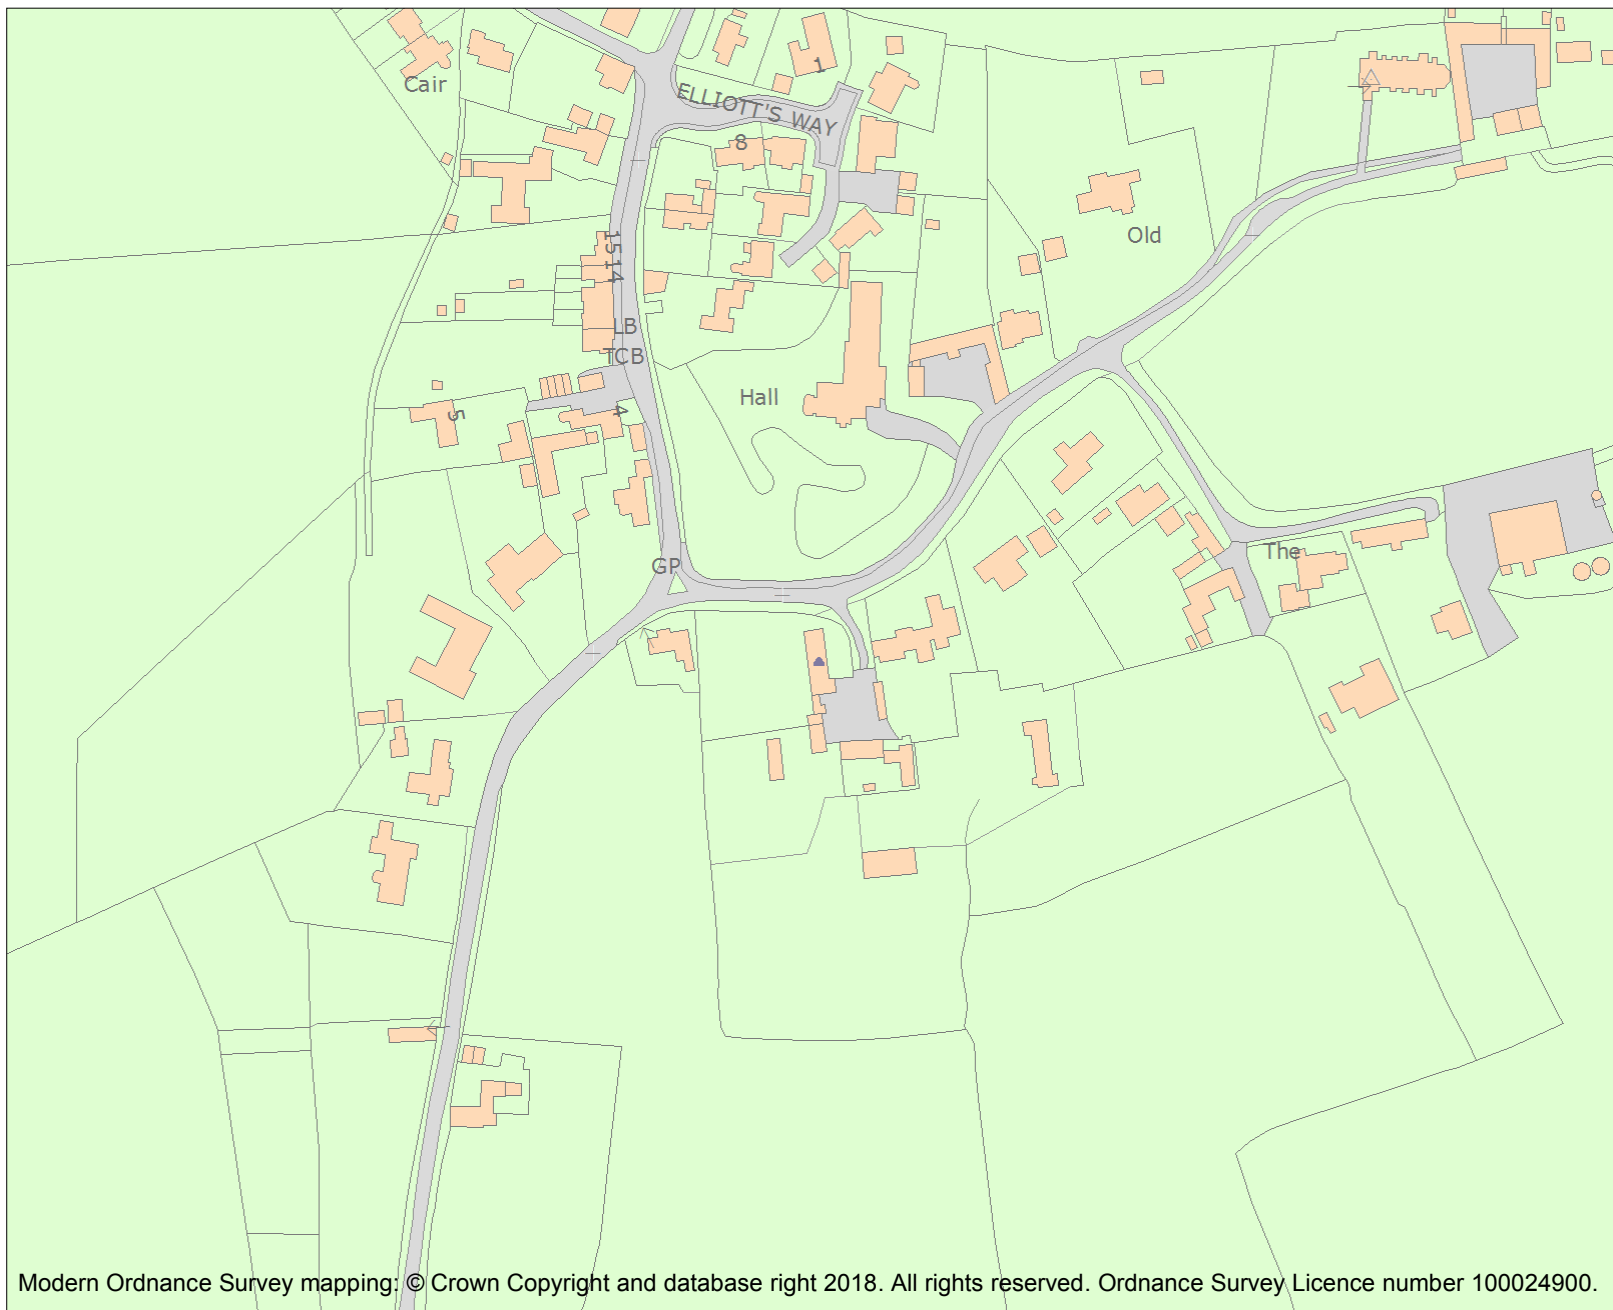 Cair
1
ELLIOTT'S WAY
8
Old
15
14
LB
TCB
Hall
5
4
The
GP
Modern Ordnance Survey mapping: © Crown Copyright and database right 2018. All rights reserved. Ordnance Survey Licence number 100024900.